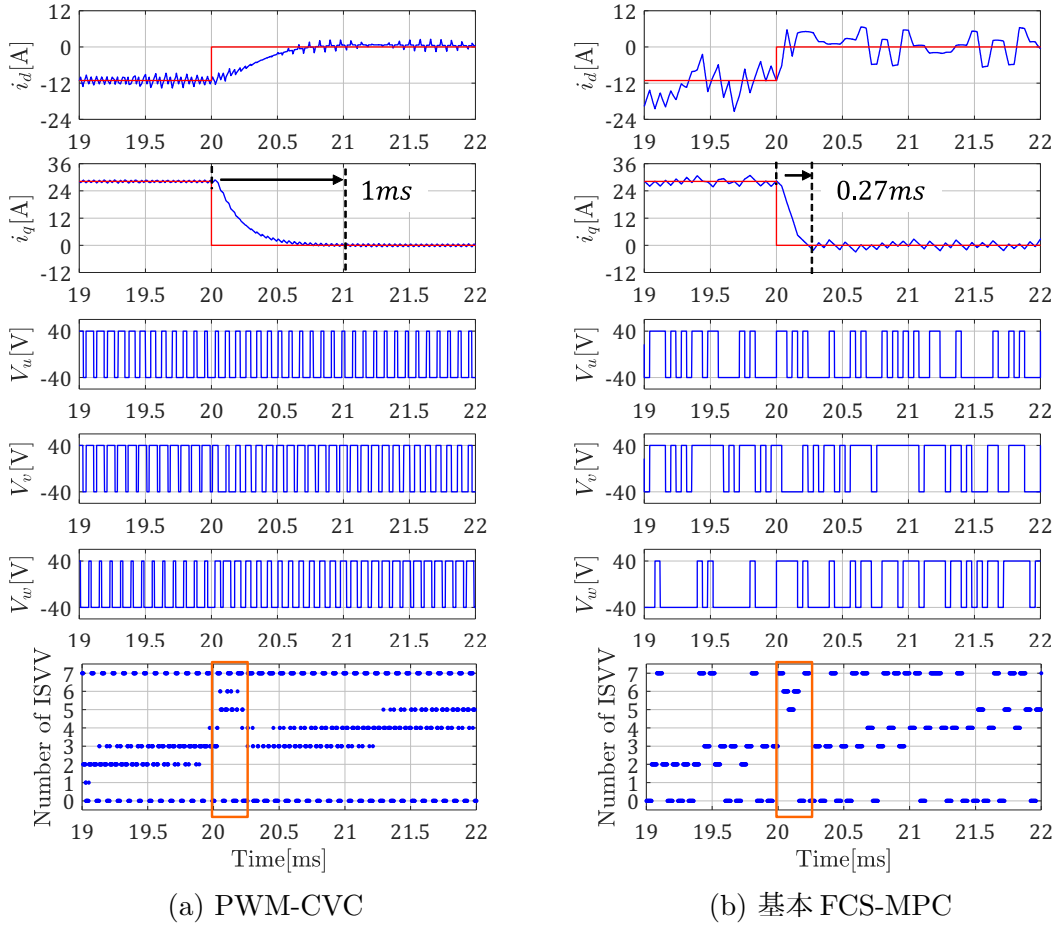 12
0
-12
-24
i_d[A]
19 19.5 20 20.5 21 21.5 22
36
24
12
0
-12
i_q[A]
1ms
19 19.5 20 20.5 21 21.5 22
40
-40
V_u[V]
19 19.5 20 20.5 21 21.5 22
40
-40
V_v[V]
19 19.5 20 20.5 21 21.5 22
40
-40
V_w[V]
19 19.5 20 20.5 21 21.5 22
7
6
5
4
3
2
1
0
Number of ISVV
19 19.5 20 20.5 21 21.5 22
Time[ms]
(a) PWM-CVC
12
0
-12
-24
i_d[A]
19 19.5 20 20.5 21 21.5 22
36
24
12
0
-12
i_q[A]
0.27ms
19 19.5 20 20.5 21 21.5 22
40
-40
V_u[V]
19 19.5 20 20.5 21 21.5 22
40
-40
V_v[V]
19 19.5 20 20.5 21 21.5 22
40
-40
V_w[V]
19 19.5 20 20.5 21 21.5 22
7
6
5
4
3
2
1
0
Number of ISVV
19 19.5 20 20.5 21 21.5 22
Time[ms]
(b) 基本 FCS-MPC